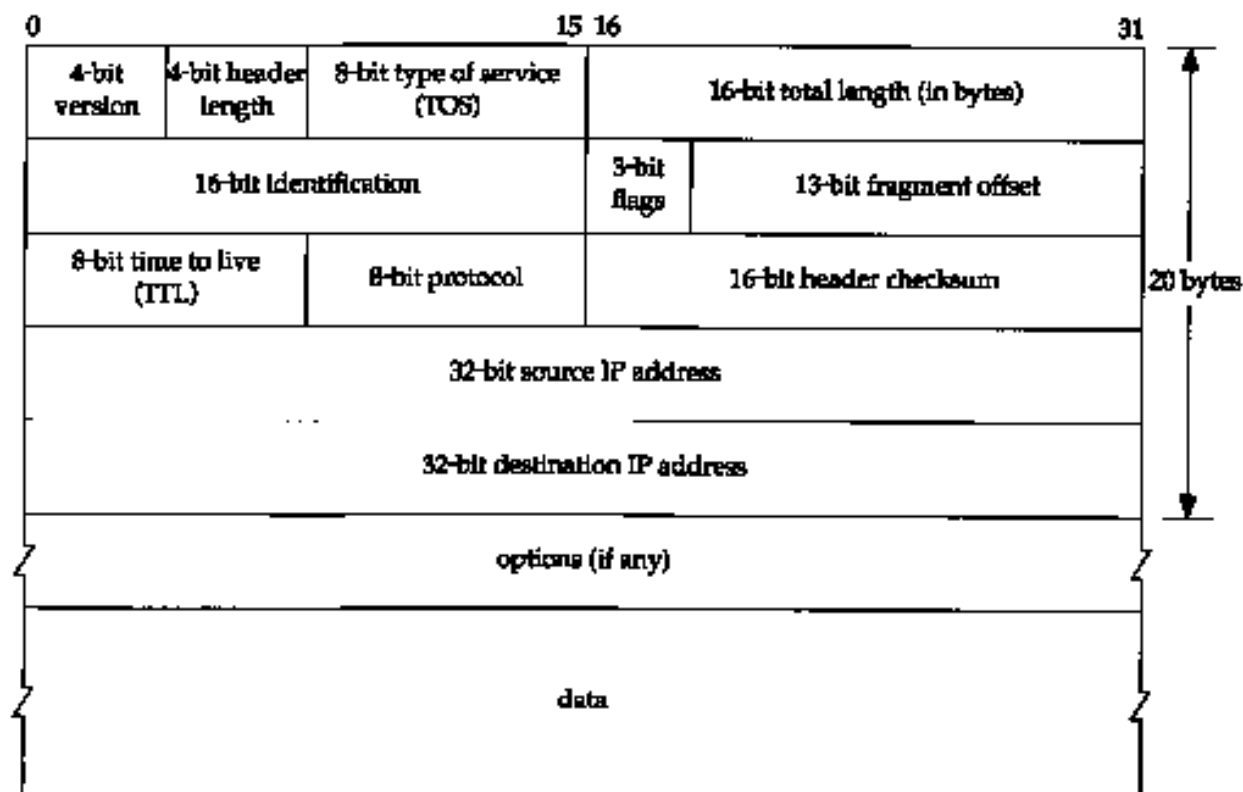 0 15 16 31
4-bit version
4-bit header length
8-bit type of service (TOS)
16-bit total length (in bytes)
16-bit identification
3-bit flags
13-bit fragment offset
8-bit time to live (TTL)
8-bit protocol
16-bit header checksum
20 bytes
32-bit source IP address
32-bit destination IP address
options (if any)
data